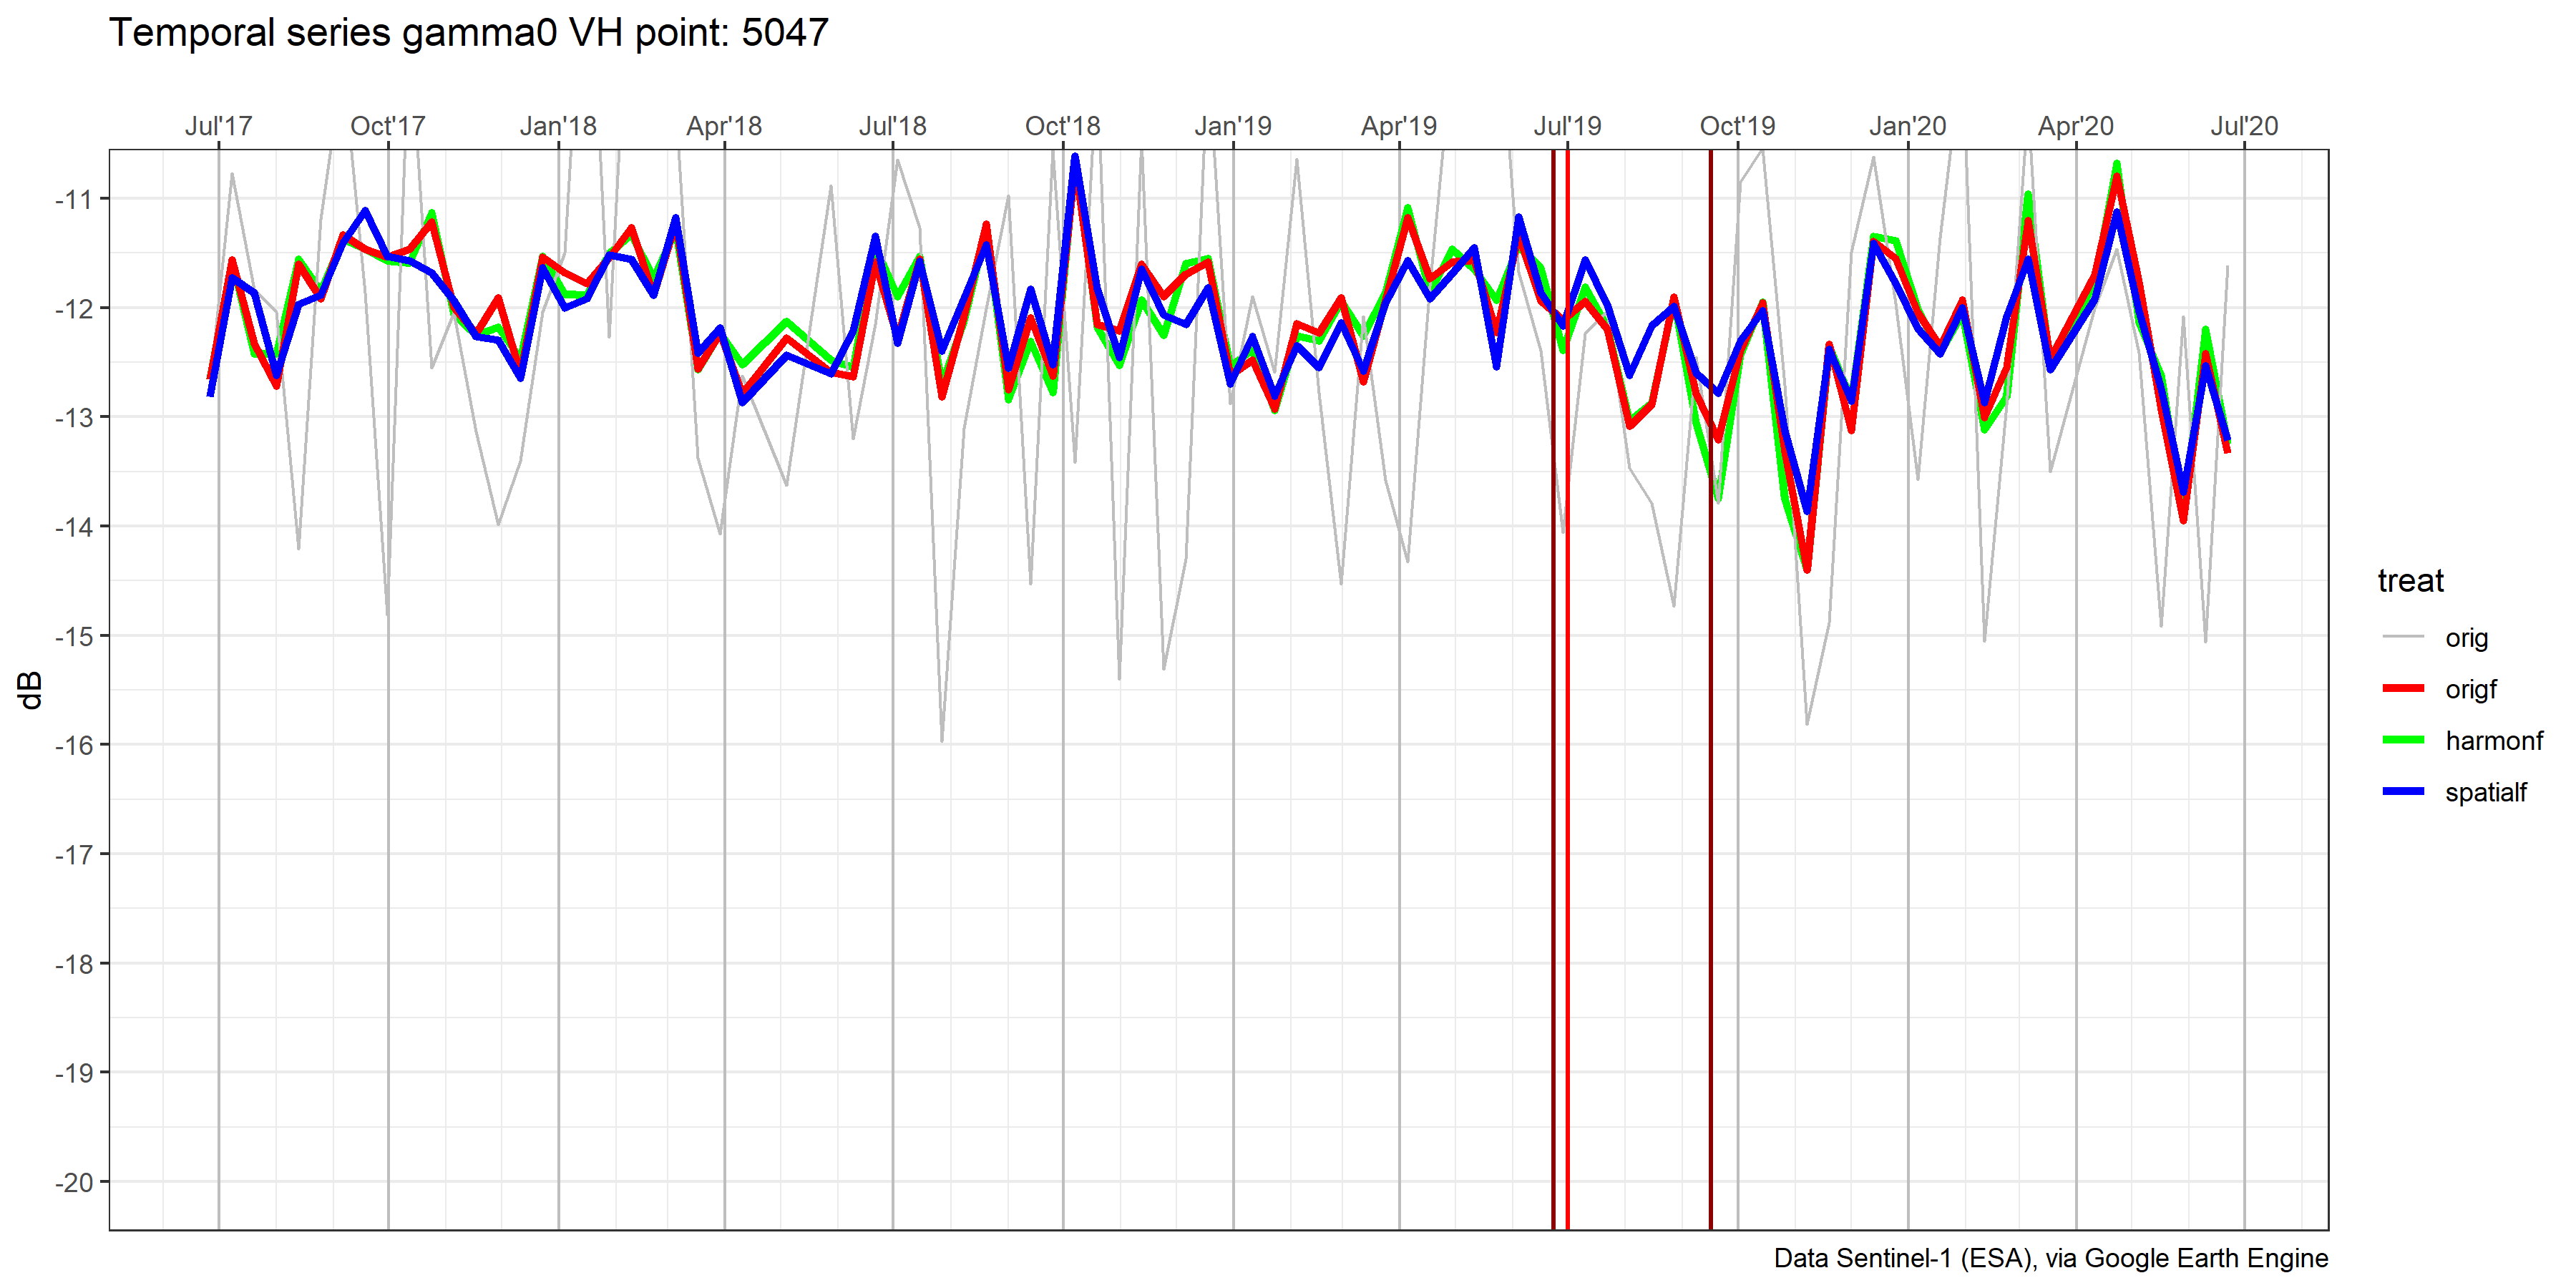 Temporal series gamma0 VH point: 5047
Jul'17 Oct'17 Jan'18 Apr'18 Jul'18 Oct'18 Jan'19 Apr'19 Jul'19 Oct'19 Jan'20 Apr'20 Jul'20
-11
-12
-13
-14
-15
-16
-17
-18
-19
-20
dB
treat
orig
origf
harmonf
spatialf
Data Sentinel-1 (ESA), via Google Earth Engine